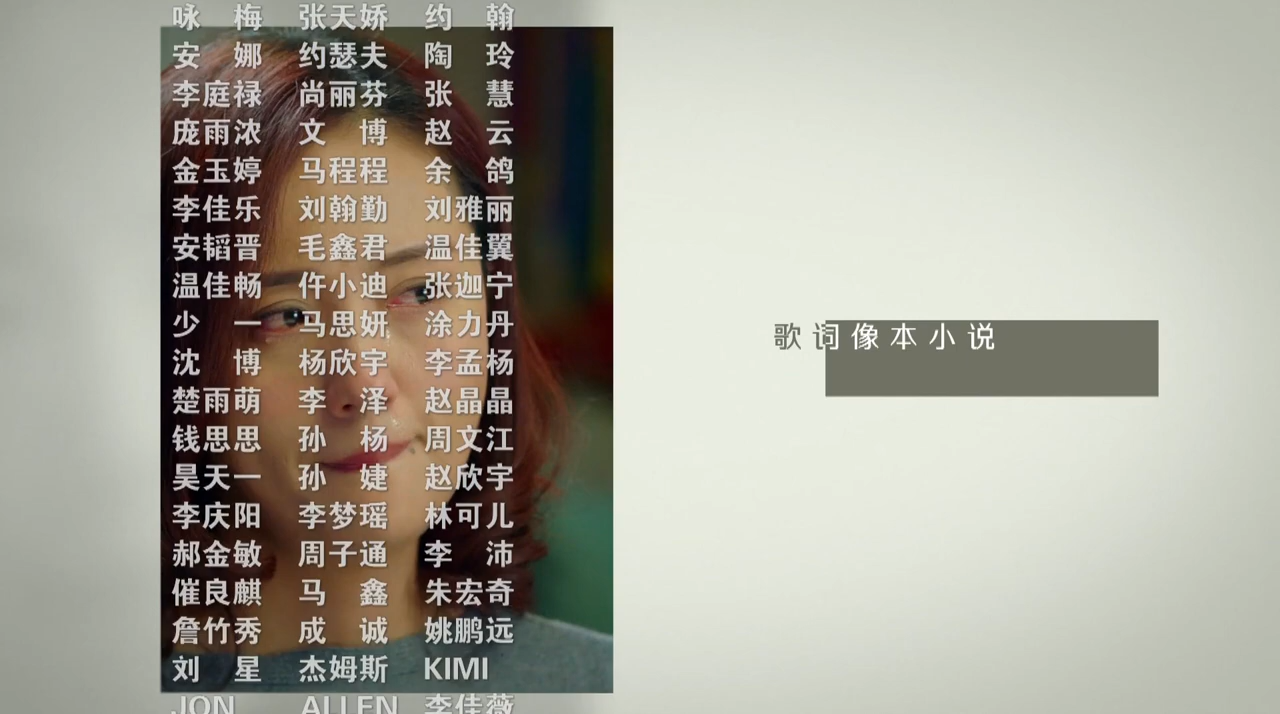 咏 梅 张天娇 约 翰
安 娜 约瑟夫 陶 玲
李庭禄 尚丽芬 张 慧
庞雨浓 文 博 赵 云
金玉婷 马程程 余 鸽
李佳乐 刘翰勤 刘雅丽
安韬晋 毛鑫君 温佳翼
温佳畅 仵小迪 张迦宁
少 一 马思妍 涂力丹
沈 博 杨欣宇 李孟杨
楚雨萌 李 泽 赵晶晶
钱思思 孙 杨 周文江
昊天一 孙 婕 赵欣宇
李庆阳 李梦瑶 林可儿
郝金敏 周子通 李 沛
催良麒 马 鑫 朱宏奇
詹竹秀 成 诚 姚鹏远
刘 星 杰姆斯 KIMI
JON ALLEN 李佳薇
歌词像本小说